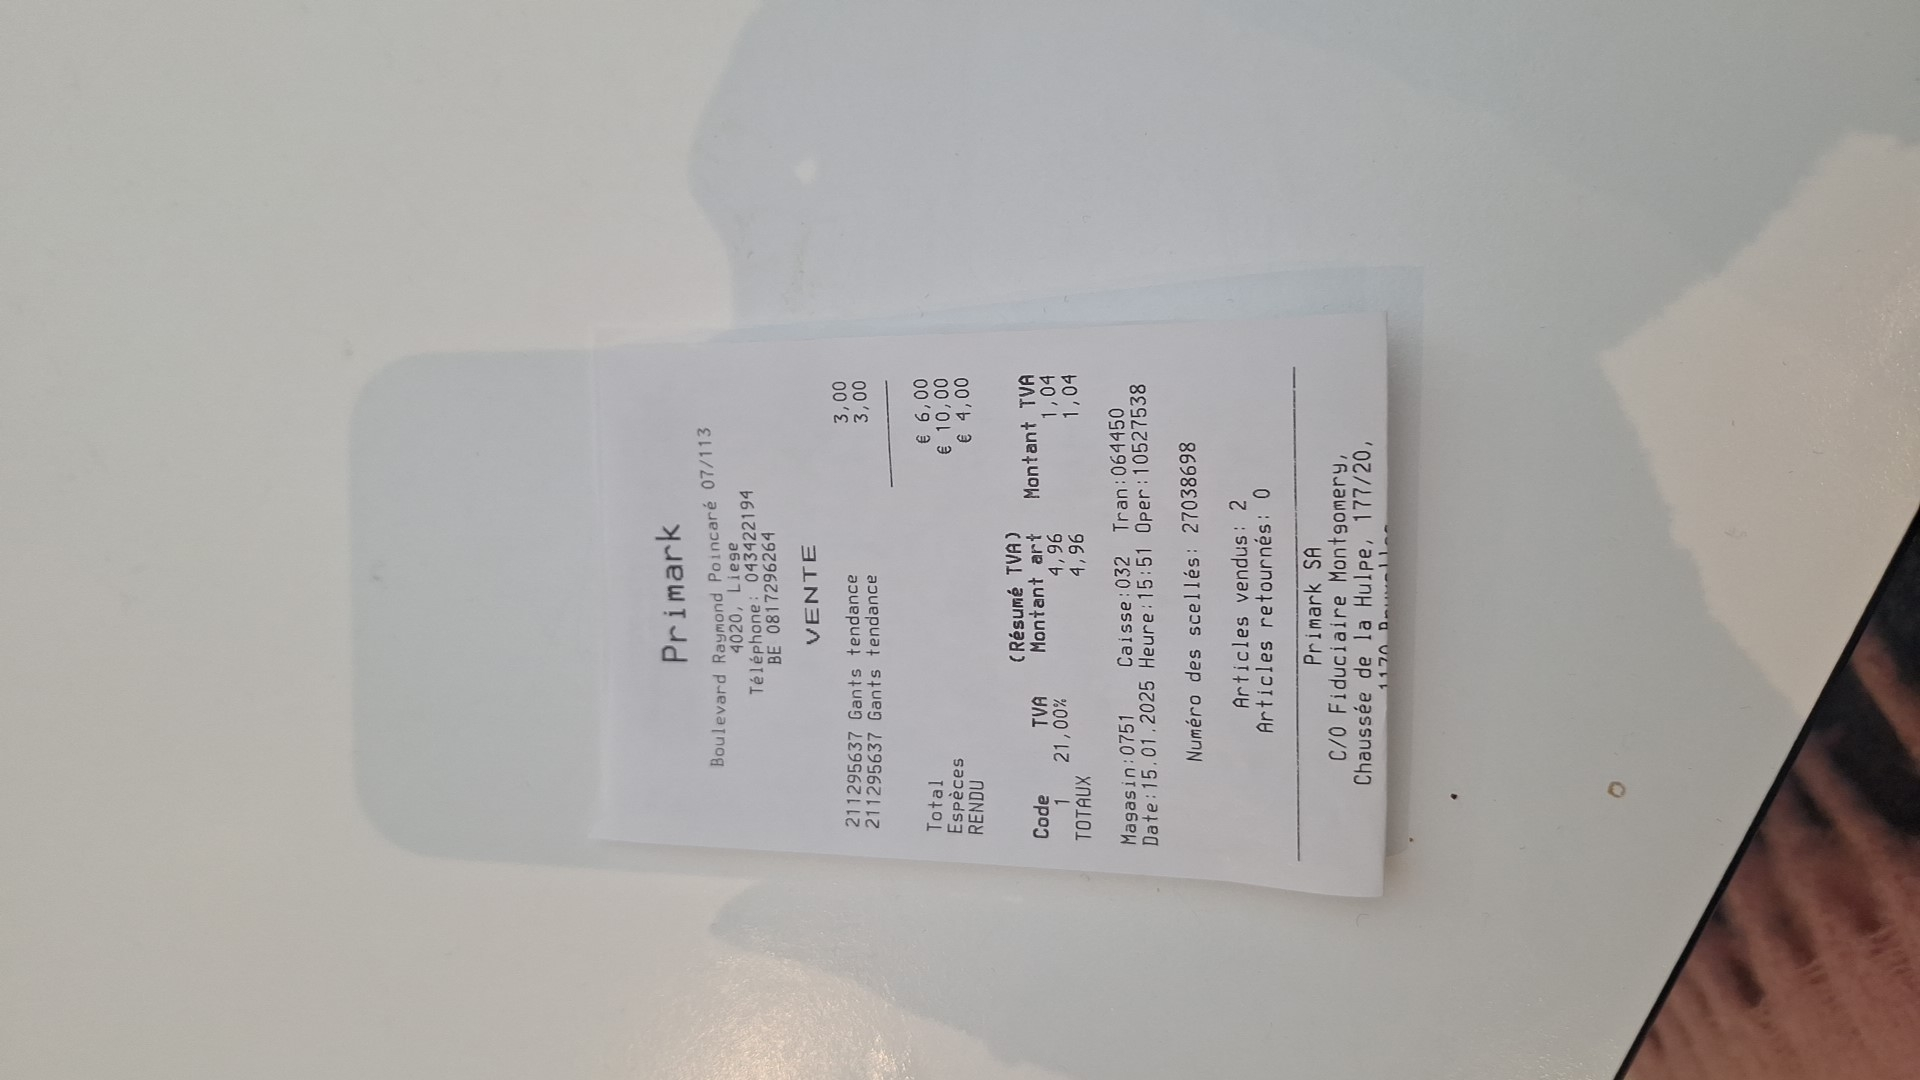 Primark
Boulevard Raymond Poincaré 07/113
4020, Liege
Téléphone: 043422194
BE 0817296264
VENTE
211295637 Gants tendance 3,00
211295637 Gants tendance 3,00
Total € 6,00
Espèces € 10,00
RENDU € 4,00
(Résumé TVA)
Code TVA Montant art Montant TVA
1 21,00% 4,96 1,04
TOTAUX 4,96 1,04
Magasin:0751 Caisse:032 Tran:064450
Date:15.01.2025 Heure:15:51 Oper:10527538
Numéro des scellés: 27038698
Articles vendus: 2
Articles retournés: 0
Primark SA
C/O Fiduciaire Montgomery,
Chaussée de la Hulpe, 177/20,